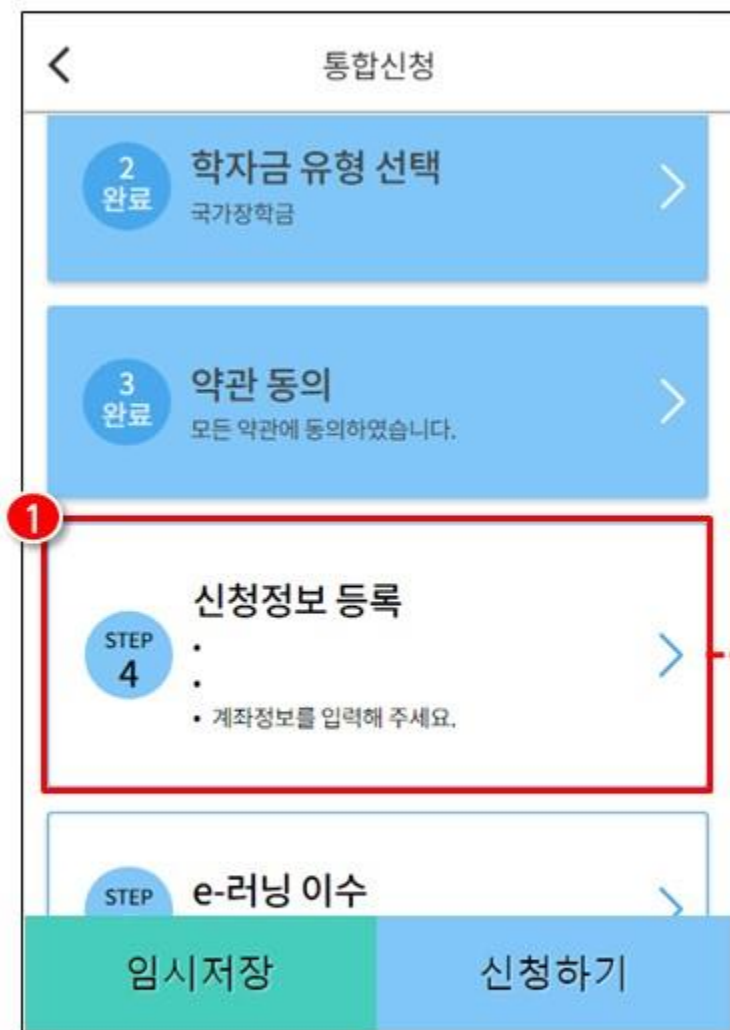 통합신청
2
완료
학자금 유형 선택
국가장학금
3
완료
약관 동의
모든 약관에 동의하였습니다.
1
신청정보 등록
STEP
4
•
•
• 계좌정보를 입력해 주세요.
STEP
e-러닝 이수
임시저장
신청하기